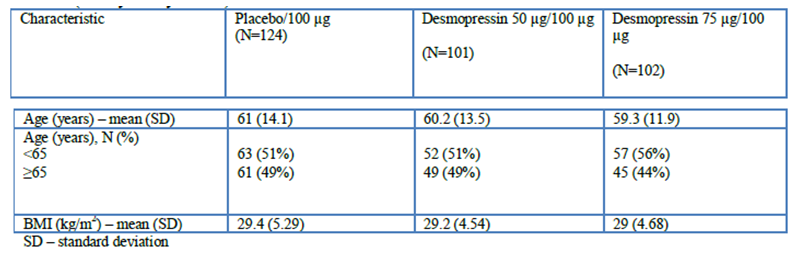 Characteristic Placebo/100 µg Desmopressin 50 µg/100 µg Desmopressin 75 µg/100
(N=124) µg
(N=101)
(N=102)
Age (years) – mean (SD) 61 (14.1) 60.2 (13.5) 59.3 (11.9)
Age (years), N (%)
<65 63 (51%) 52 (51%) 57 (56%)
≥65 61 (49%) 49 (49%) 45 (44%)
BMI (kg/m²) – mean (SD) 29.4 (5.29) 29.2 (4.54) 29 (4.68)
SD – standard deviation